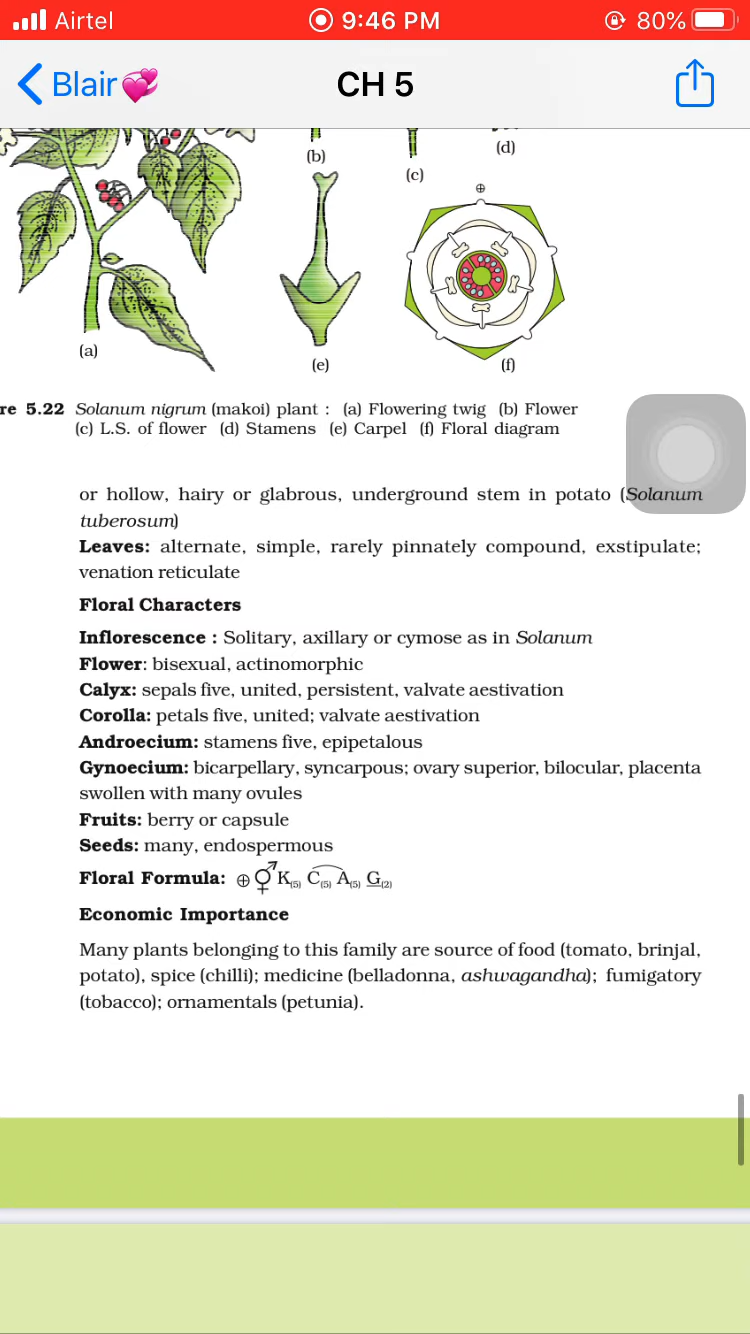 Airtel 9:46 PM 80%
Blair CH 5
(b) (d)
(c)
(a)
(e) (f)
re 5.22 Solanum nigrum (makoi) plant : (a) Flowering twig (b) Flower
(c) L.S. of flower (d) Stamens (e) Carpel (f) Floral diagram
or hollow, hairy or glabrous, underground stem in potato (Solanum
tuberosum)
Leaves: alternate, simple, rarely pinnately compound, exstipulate;
venation reticulate
Floral Characters
Inflorescence : Solitary, axillary or cymose as in Solanum
Flower: bisexual, actinomorphic
Calyx: sepals five, united, persistent, valvate aestivation
Corolla: petals five, united; valvate aestivation
Androecium: stamens five, epipetalous
Gynoecium: bicarpellary, syncarpous; ovary superior, bilocular, placenta
swollen with many ovules
Fruits: berry or capsule
Seeds: many, endospermous
Floral Formula: ⊕ ⚥ K(5) C(5) A(5) G(2)
Economic Importance
Many plants belonging to this family are source of food (tomato, brinjal,
potato), spice (chilli); medicine (belladonna, ashwagandha); fumigatory
(tobacco); ornamentals (petunia).